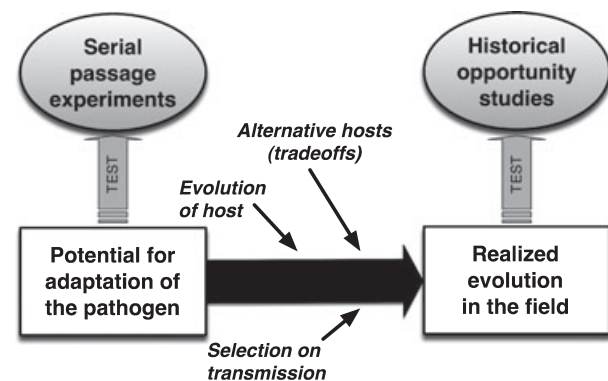 Serial
passage
experiments
Historical
opportunity
studies
TEST
TEST
Alternative hosts
(tradeoffs)
Evolution
of host
Potential for
adaptation of
the pathogen
Realized
evolution
in the field
Selection on
transmission